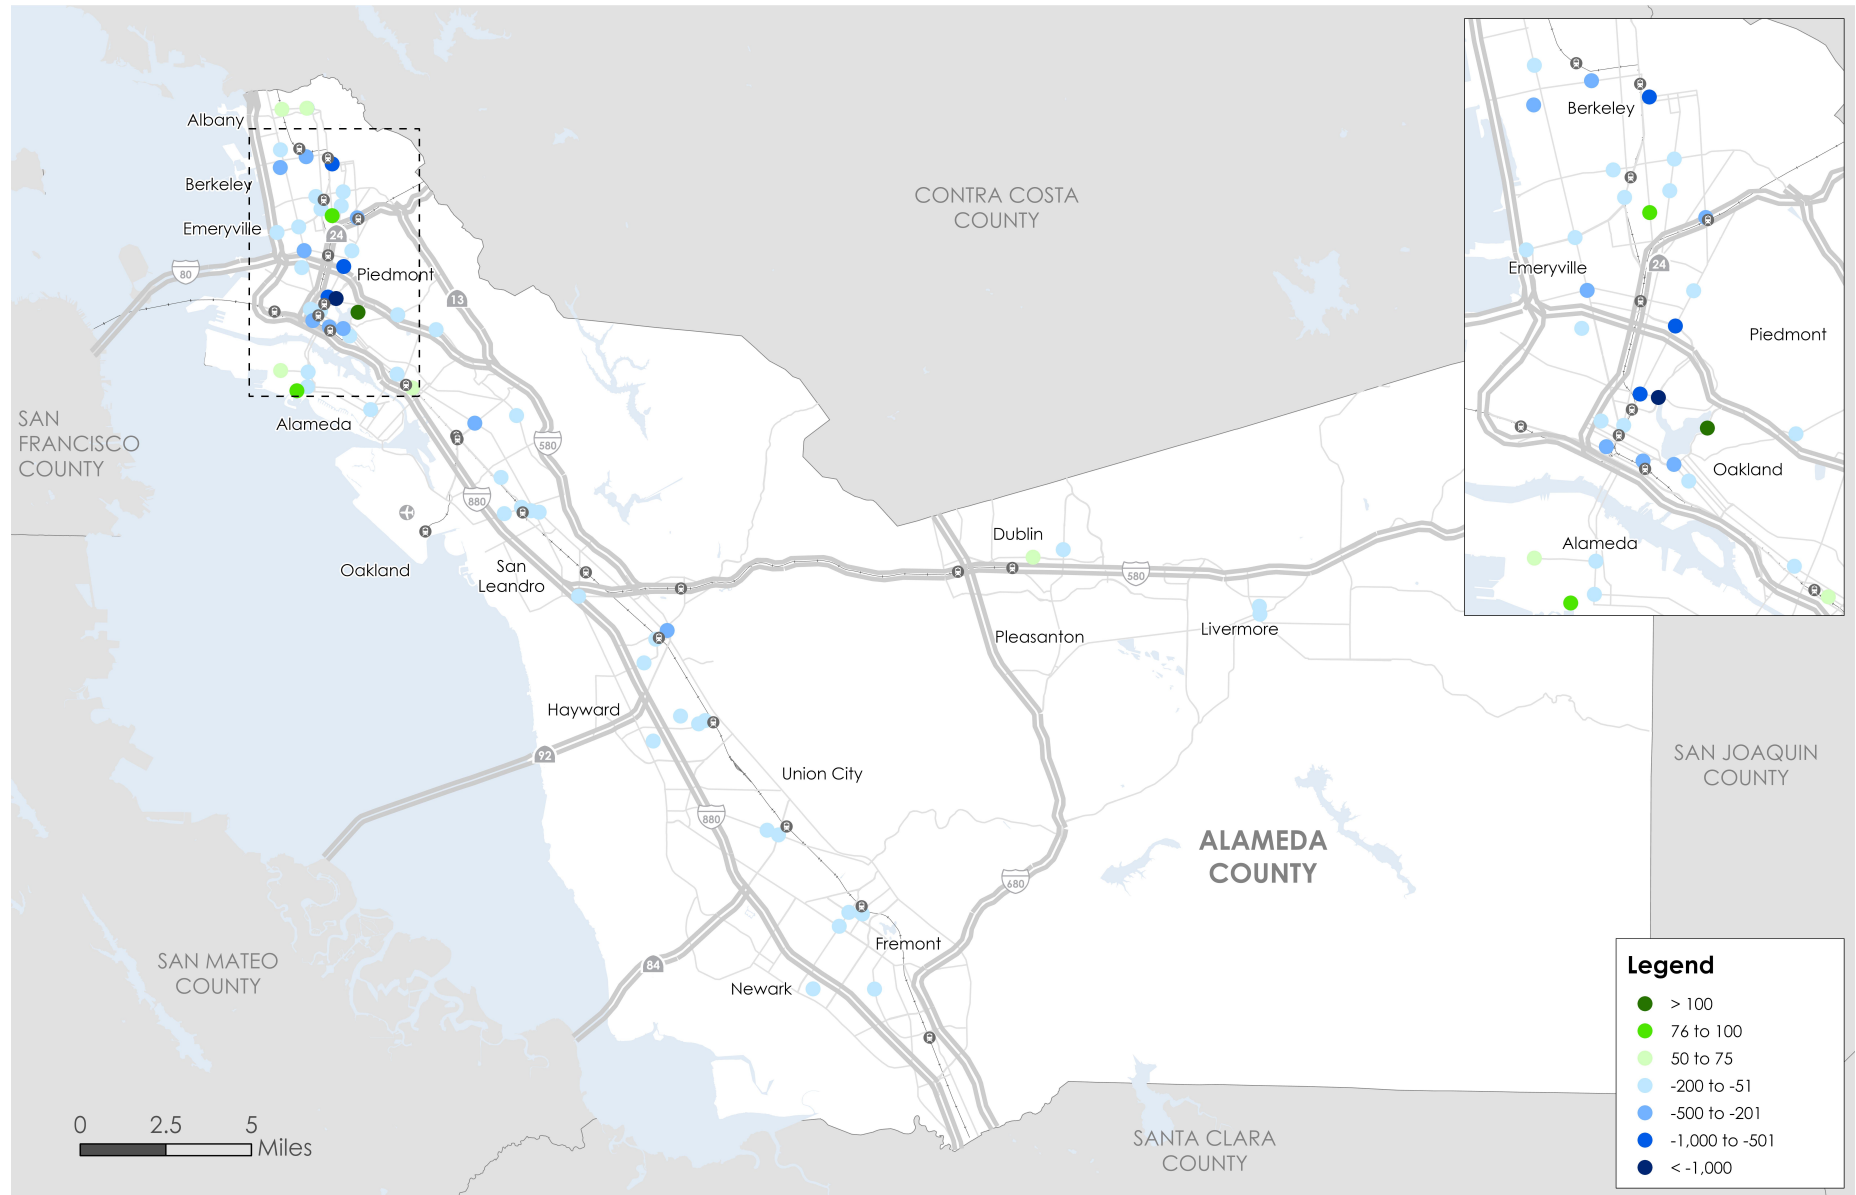 Albany
Berkeley
Emeryville
24
80
Piedmont
13
SAN
FRANCISCO
COUNTY
Alameda
580
880
Oakland
San
Leandro
CONTRA COSTA
COUNTY
Dublin
580
Pleasanton
Livermore
Hayward
92
Union City
880
ALAMEDA
COUNTY
680
Fremont
84
Newark
SAN MATEO
COUNTY
SAN JOAQUIN
COUNTY
SANTA CLARA
COUNTY
0 2.5 5
Miles
Berkeley
Emeryville
24
Piedmont
Oakland
Alameda
Legend
> 100
76 to 100
50 to 75
-200 to -51
-500 to -201
-1,000 to -501
< -1,000